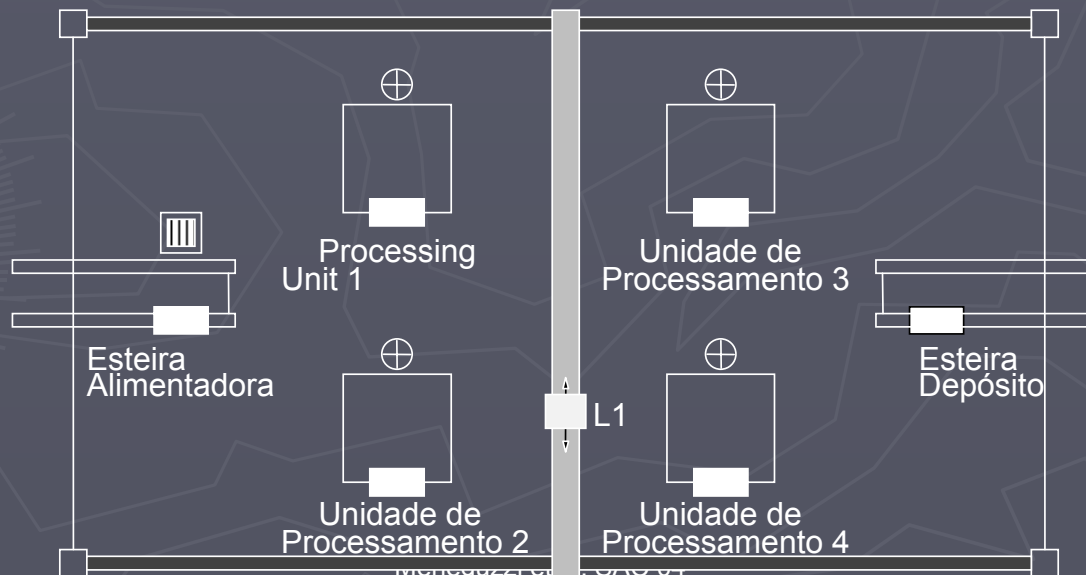 Processing
Unit 1
Unidade de
Processamento 3
Esteira
Alimentadora
Esteira
Depósito
L1
Unidade de
Processamento 2
Unidade de
Processamento 4